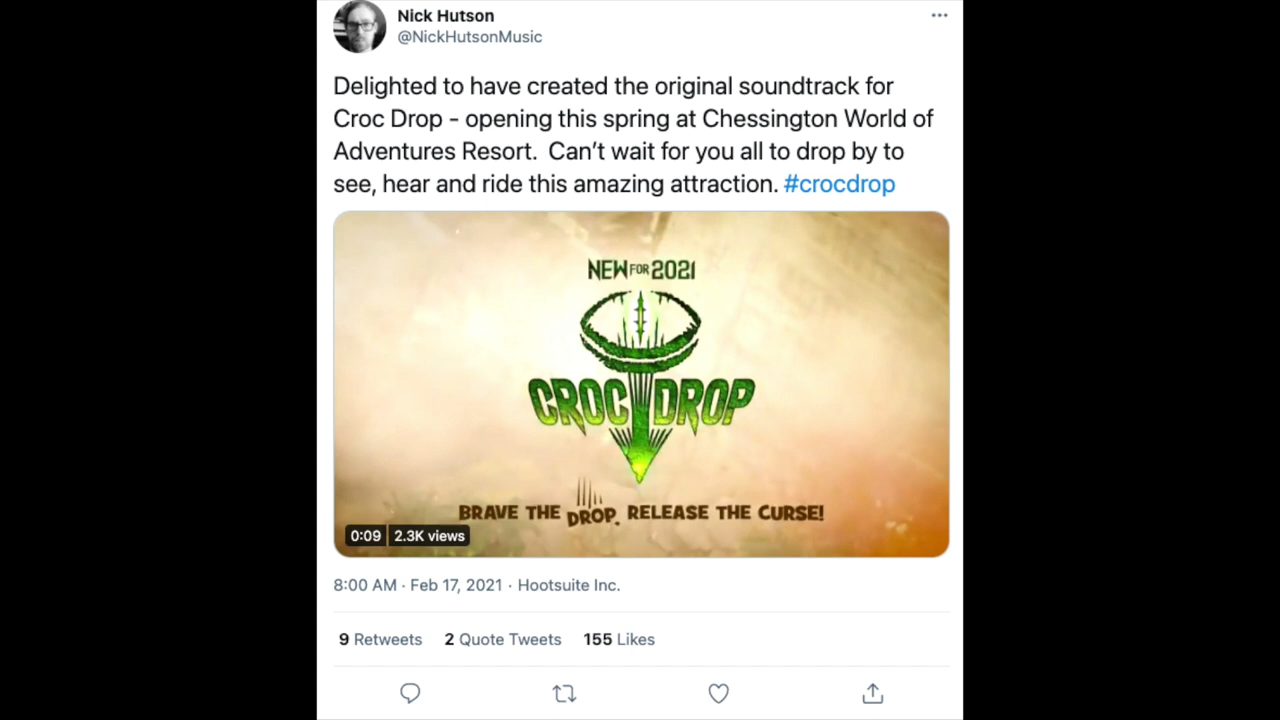 Nick Hutson
@NickHutsonMusic
Delighted to have created the original soundtrack for
Croc Drop - opening this spring at Chessington World of
Adventures Resort.  Can’t wait for you all to drop by to
see, hear and ride this amazing attraction. #crocdrop
NEW FOR 2021
CROC DROP
BRAVE THE DROP. RELEASE THE CURSE!
0:09 2.3K views
8:00 AM · Feb 17, 2021 · Hootsuite Inc.
9 Retweets 2 Quote Tweets 155 Likes